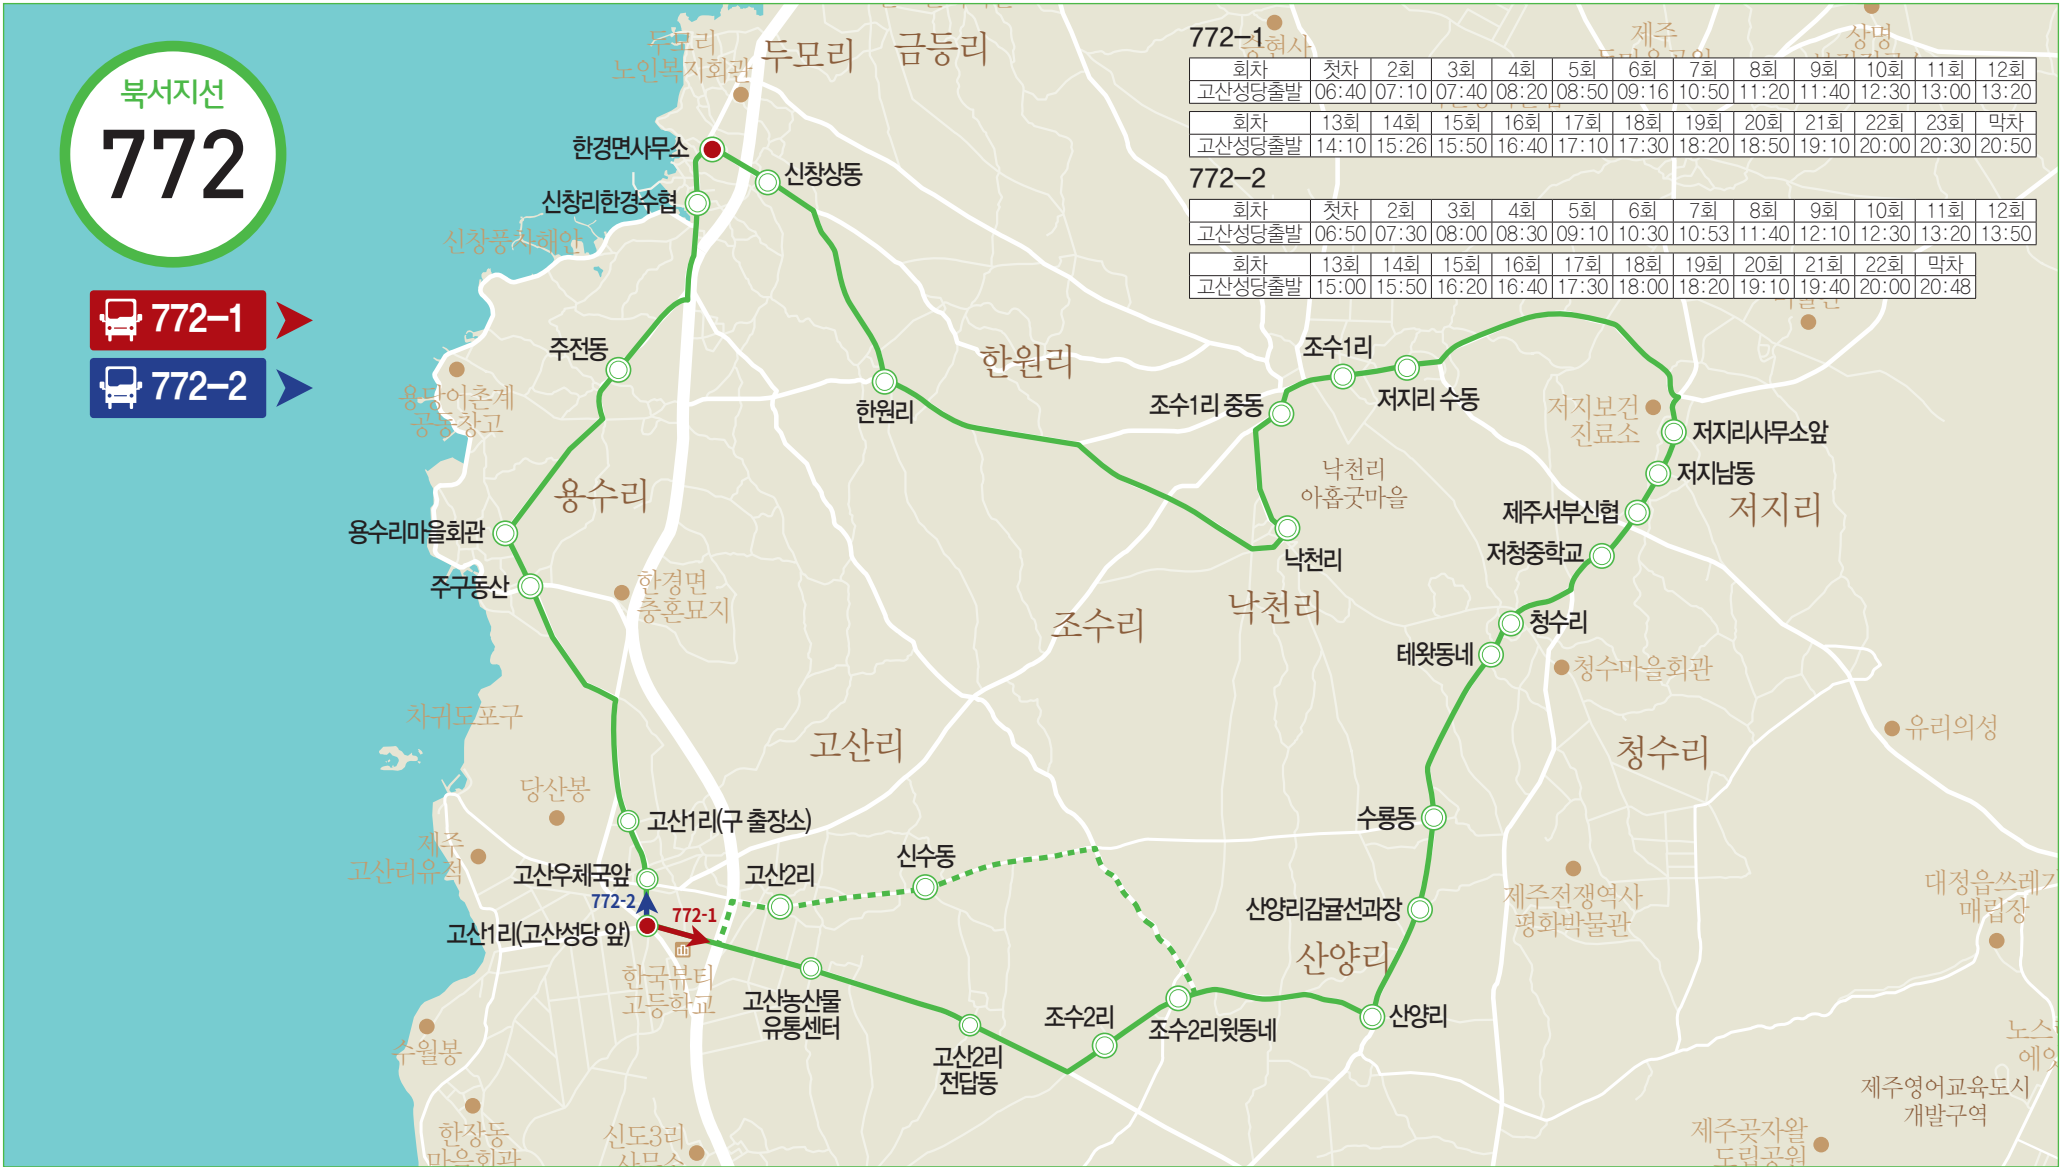 북서지선
772
772-1
772-2
772-1
회차 첫차 2회 3회 4회 5회 6회 7회 8회 9회 10회 11회 12회
고산성당출발 06:40 07:10 07:40 08:20 08:50 09:16 10:50 11:20 11:40 12:30 13:00 13:20
회차 13회 14회 15회 16회 17회 18회 19회 20회 21회 22회 23회 막차
고산성당출발 14:10 15:26 15:50 16:40 17:10 17:30 18:20 18:50 19:10 20:00 20:30 20:50
772-2
회차 첫차 2회 3회 4회 5회 6회 7회 8회 9회 10회 11회 12회
고산성당출발 06:50 07:30 08:00 08:30 09:10 10:30 10:53 11:40 12:10 12:30 13:20 13:50
회차 13회 14회 15회 16회 17회 18회 19회 20회 21회 22회 막차
고산성당출발 15:00 15:50 16:20 16:40 17:30 18:00 18:20 19:10 19:40 20:00 20:48
두모리
노인복지회관
두모리
금등리
제주
상명
한경면사무소
신창상동
신창리한경수협
신창풍차해안
주전동
용당어촌계
공동창고
한원리
한원리
조수1리
저지리 수동
조수1리 중동
저지보건
진료소
저지리사무소앞
저지남동
낙천리
아홉굿마을
용수리
제주서부신협
저지리
용수리마을회관
저청중학교
낙천리
주구동산
한경면
충혼묘지
낙천리
조수리
청수리
테왓동네
청수마을회관
차귀도포구
유리의성
고산리
청수리
당산봉
고산1리(구 출장소)
수룡동
제주
고산리유적
신수동
고산우체국앞
고산2리
772-2
772-1
제주전쟁역사
평화박물관
대정읍쓰레기
매립장
산양리감귤선과장
고산1리(고산성당 앞)
산양리
한국뷰티
고등학교
고산농산물
유통센터
조수2리
조수2리윗동네
산양리
고산2리
전답동
수월봉
노스
제주영어교육도시
개발구역
한장동
마을회관
신도3리
사무소
제주곶자왈
도립공원